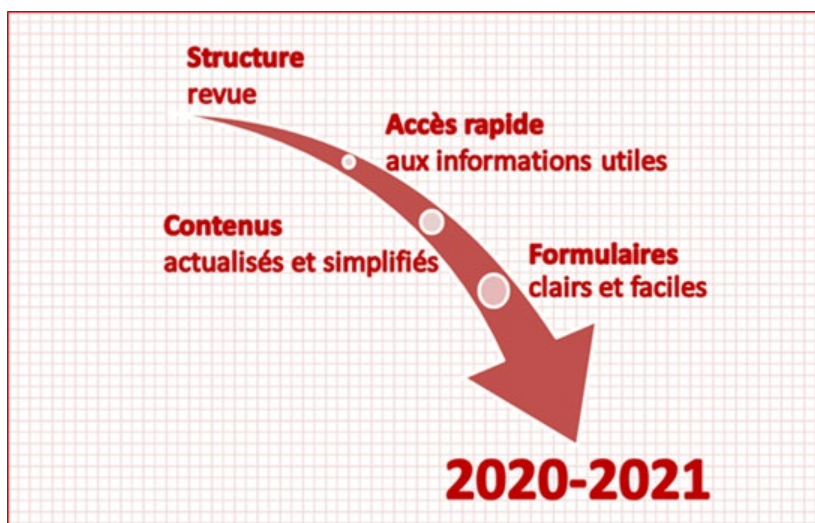 Structure
revue
Accès rapide
aux informations utiles
Contenus
actualisés et simplifiés
Formulaires
clairs et faciles
2020-2021